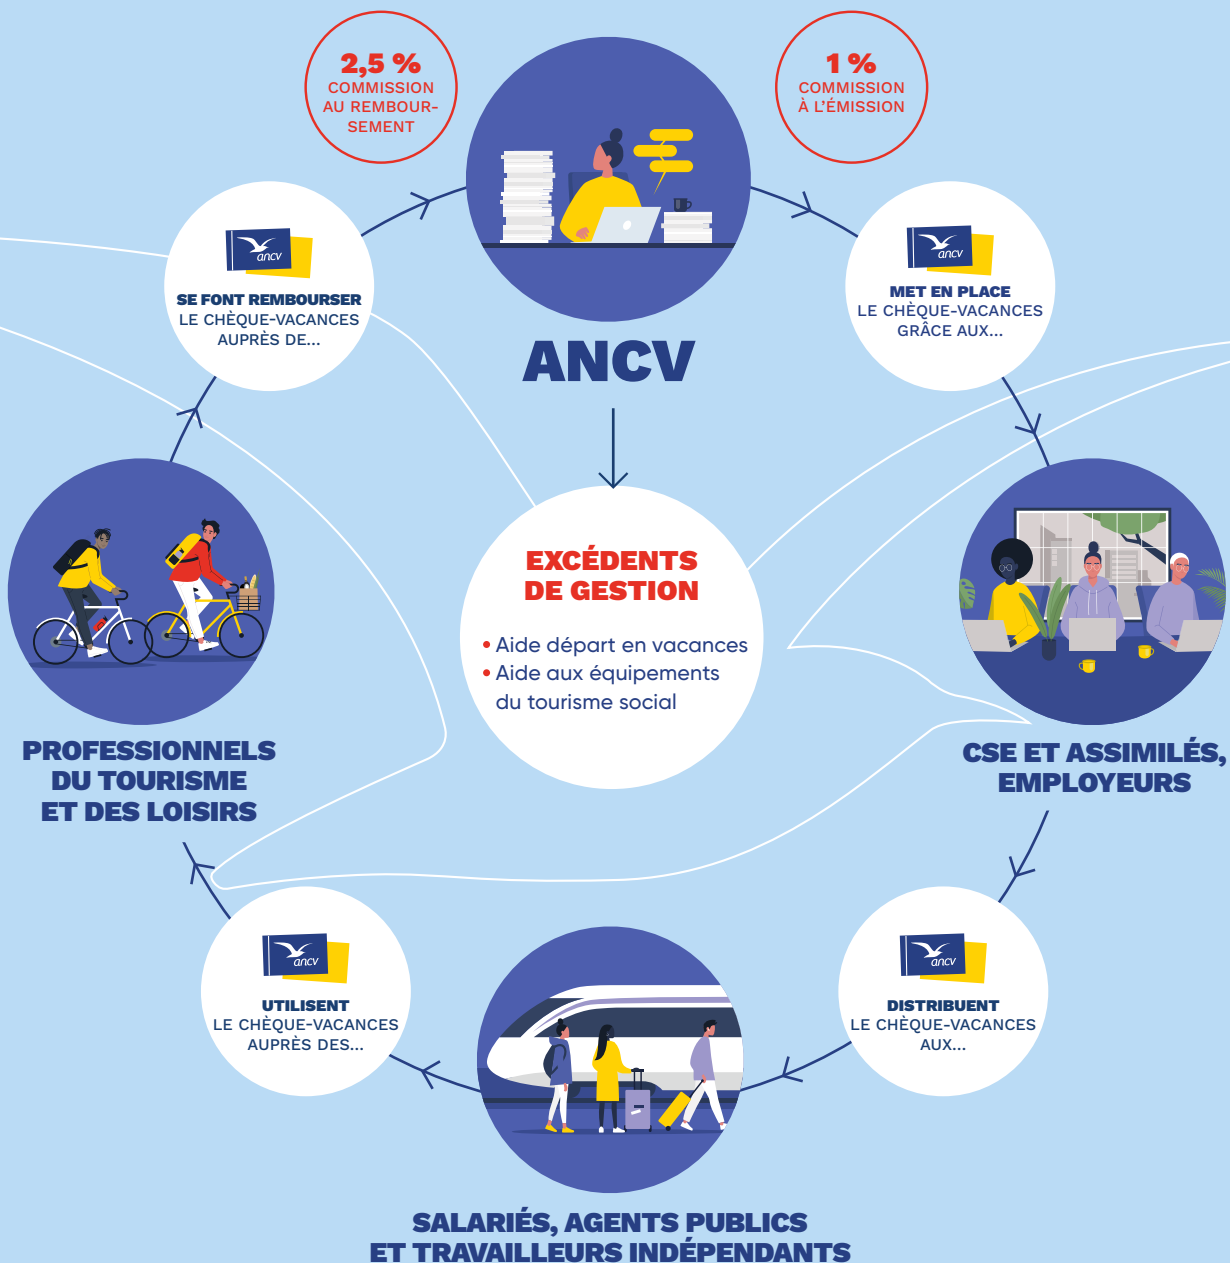 2,5 %
COMMISSION
AU REMBOUR-
SEMENT
1 %
COMMISSION
À L'ÉMISSION
ancv
SE FONT REMBOURSER
LE CHÈQUE-VACANCES
AUPRÈS DE...
ancv
MET EN PLACE
LE CHÈQUE-VACANCES
GRÂCE AUX...
ANCV
EXCÉDENTS
DE GESTION
• Aide départ en vacances
• Aide aux équipements
du tourisme social
PROFESSIONNELS
DU TOURISME
ET DES LOISIRS
CSE ET ASSIMILÉS,
EMPLOYEURS
ancv
UTILISENT
LE CHÈQUE-VACANCES
AUPRÈS DES...
ancv
DISTRIBUENT
LE CHÈQUE-VACANCES
AUX...
SALARIÉS, AGENTS PUBLICS
ET TRAVAILLEURS INDÉPENDANTS